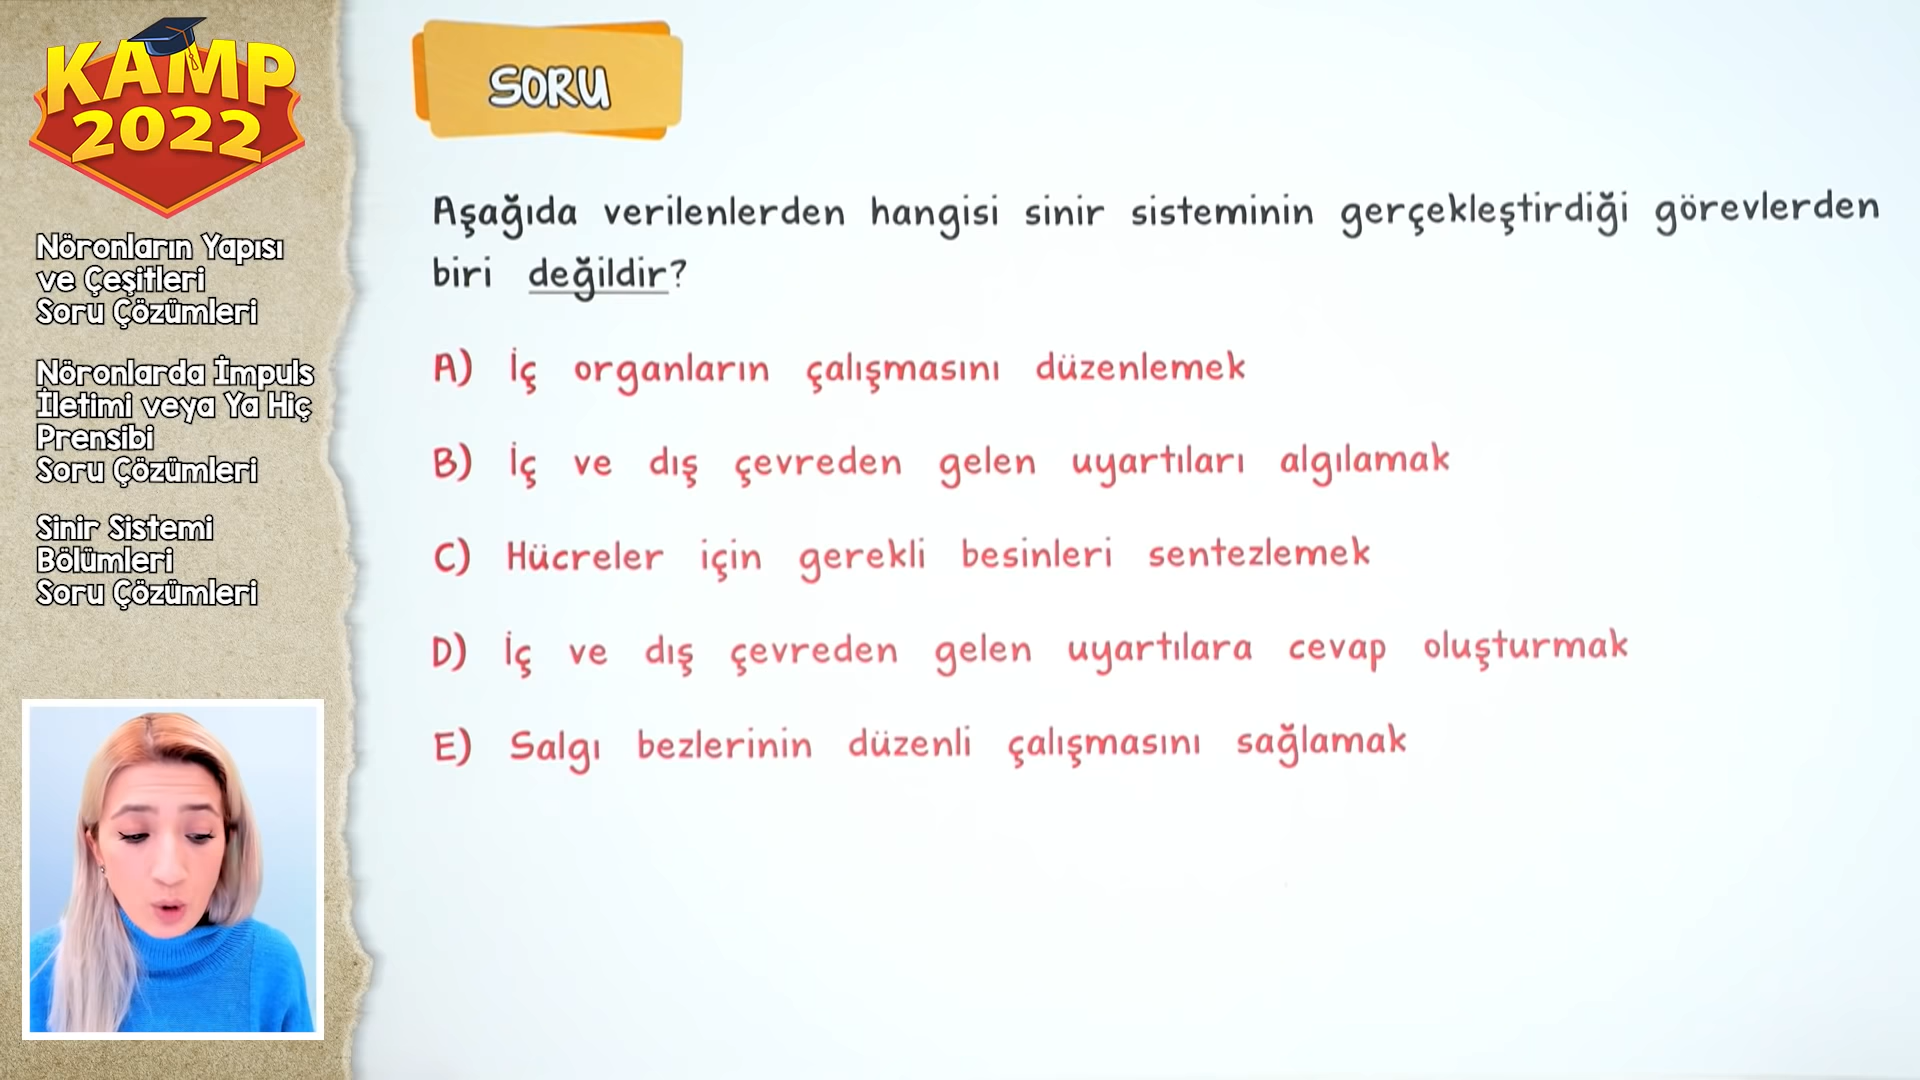 KAMP
2022
Nöronların Yapısı
ve Çeşitleri
Soru Çözümleri
Nöronlarda İmpuls
İletimi veya Ya Hiç
Prensibi
Soru Çözümleri
Sinir Sistemi
Bölümleri
Soru Çözümleri
SORU
Aşağıda verilenlerden hangisi sinir sisteminin gerçekleştirdiği görevlerden
biri değildir?
A) İç organların çalışmasını düzenlemek
B) İç ve dış çevreden gelen uyartıları algılamak
C) Hücreler için gerekli besinleri sentezlemek
D) İç ve dış çevreden gelen uyartılara cevap oluşturmak
E) Salgı bezlerinin düzenli çalışmasını sağlamak